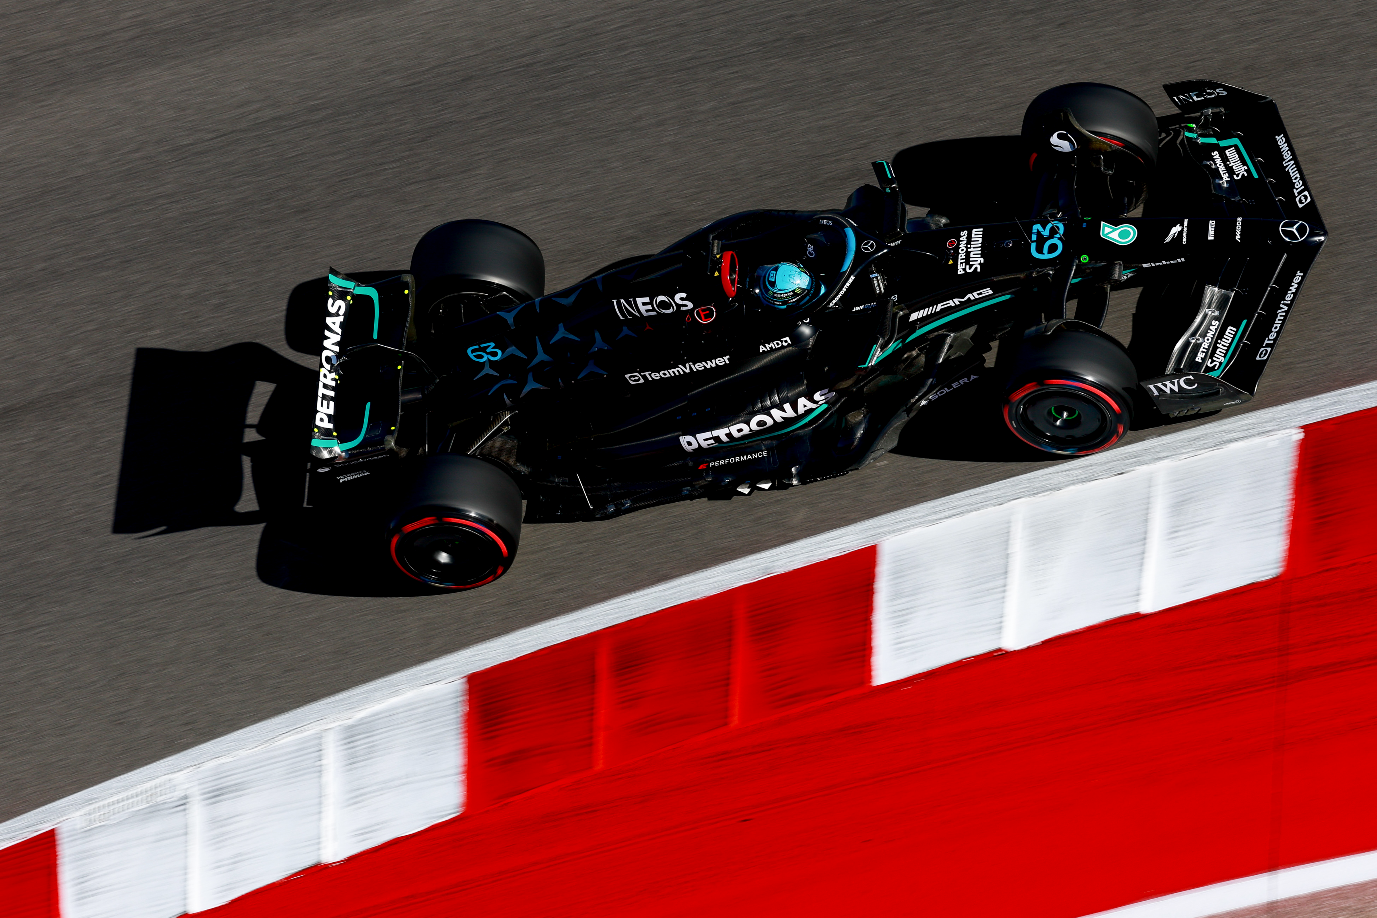 INEOS
TeamViewer
PETRONAS
Syntium
63
PETRONAS
Syntium
AMG
INEOS
63
AMD
TeamViewer
PETRONAS
PERFORMANCE
SOLERA
Einhell
TeamViewer
PETRONAS
Syntium
IWC
PETRONAS